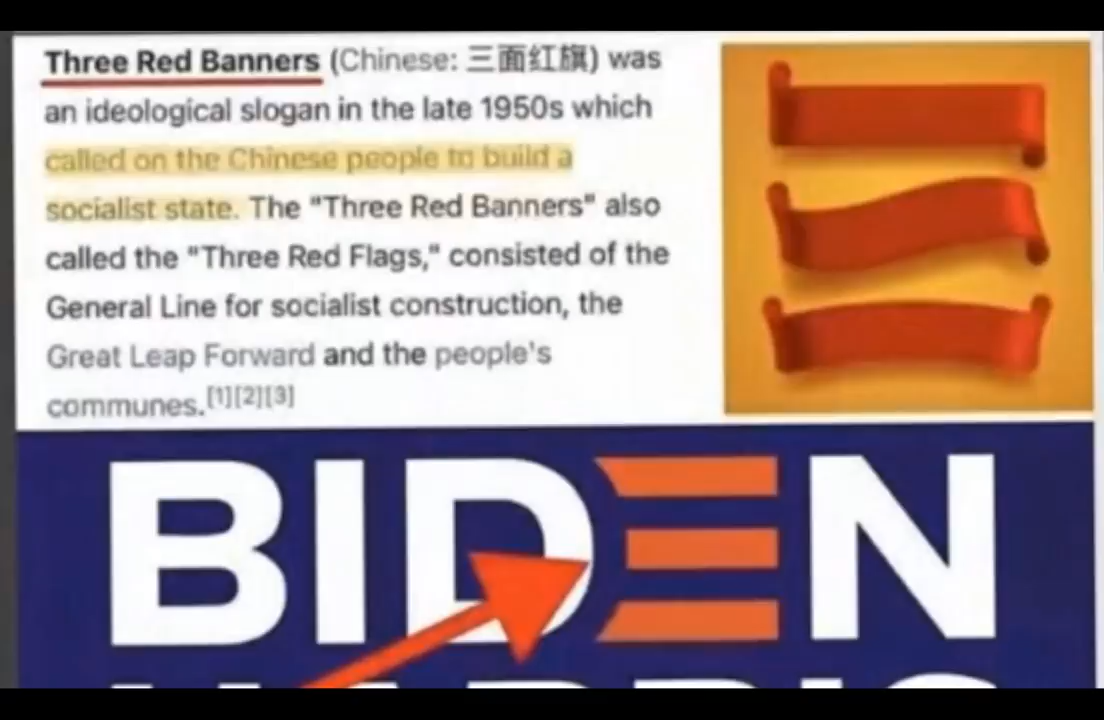 Three Red Banners (Chinese: 三面红旗) was
an ideological slogan in the late 1950s which
called on the Chinese people to build a
socialist state. The "Three Red Banners" also
called the "Three Red Flags," consisted of the
General Line for socialist construction, the
Great Leap Forward and the people's
communes.[1][2][3]
BIDEN